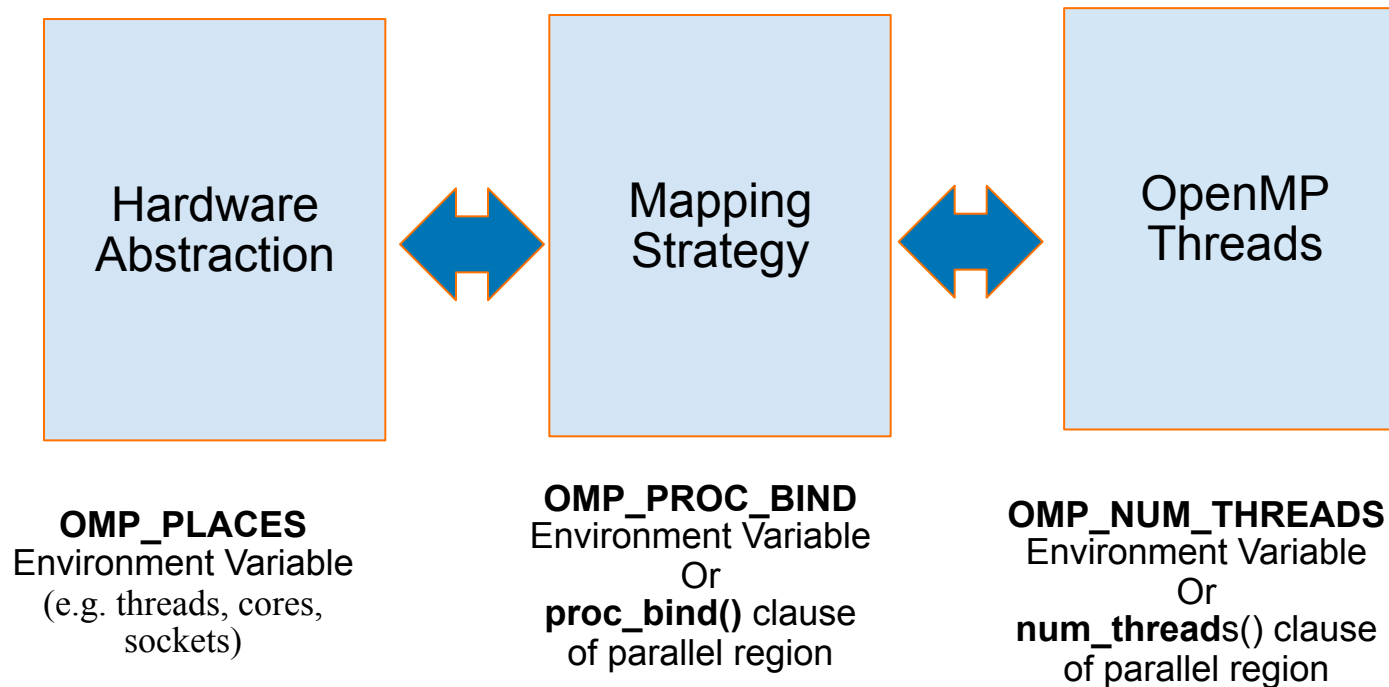 Hardware
Abstraction
Mapping
Strategy
OpenMP
Threads
OMP_PLACES
Environment Variable
(e.g. threads, cores,
sockets)
OMP_PROC_BIND
Environment Variable
Or
proc_bind() clause
of parallel region
OMP_NUM_THREADS
Environment Variable
Or
num_threads() clause
of parallel region